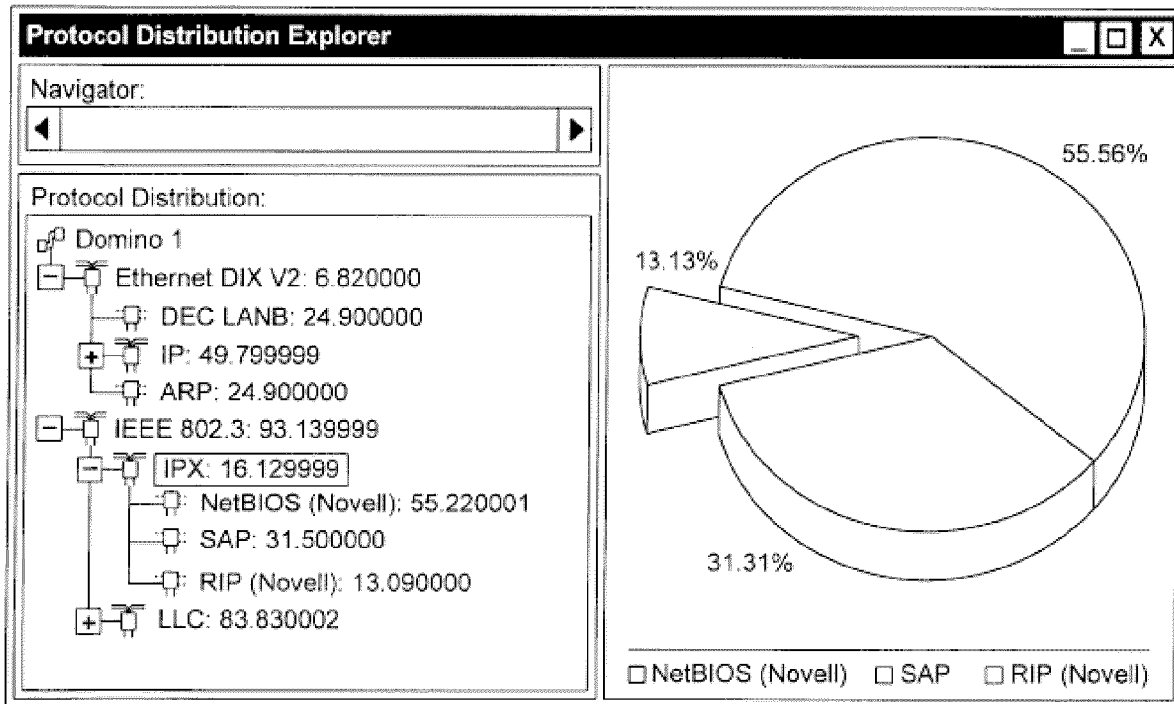 Protocol Distribution Explorer
Navigator:
Protocol Distribution:
Domino 1
Ethernet DIX V2: 6.820000
DEC LANB: 24.900000
IP: 49.799999
ARP: 24.900000
IEEE 802.3: 93.139999
IPX: 16.129999
NetBIOS (Novell): 55.220001
SAP: 31.500000
RIP (Novell): 13.090000
LLC: 83.830002
55.56%
13.13%
31.31%
NetBIOS (Novell) SAP RIP (Novell)